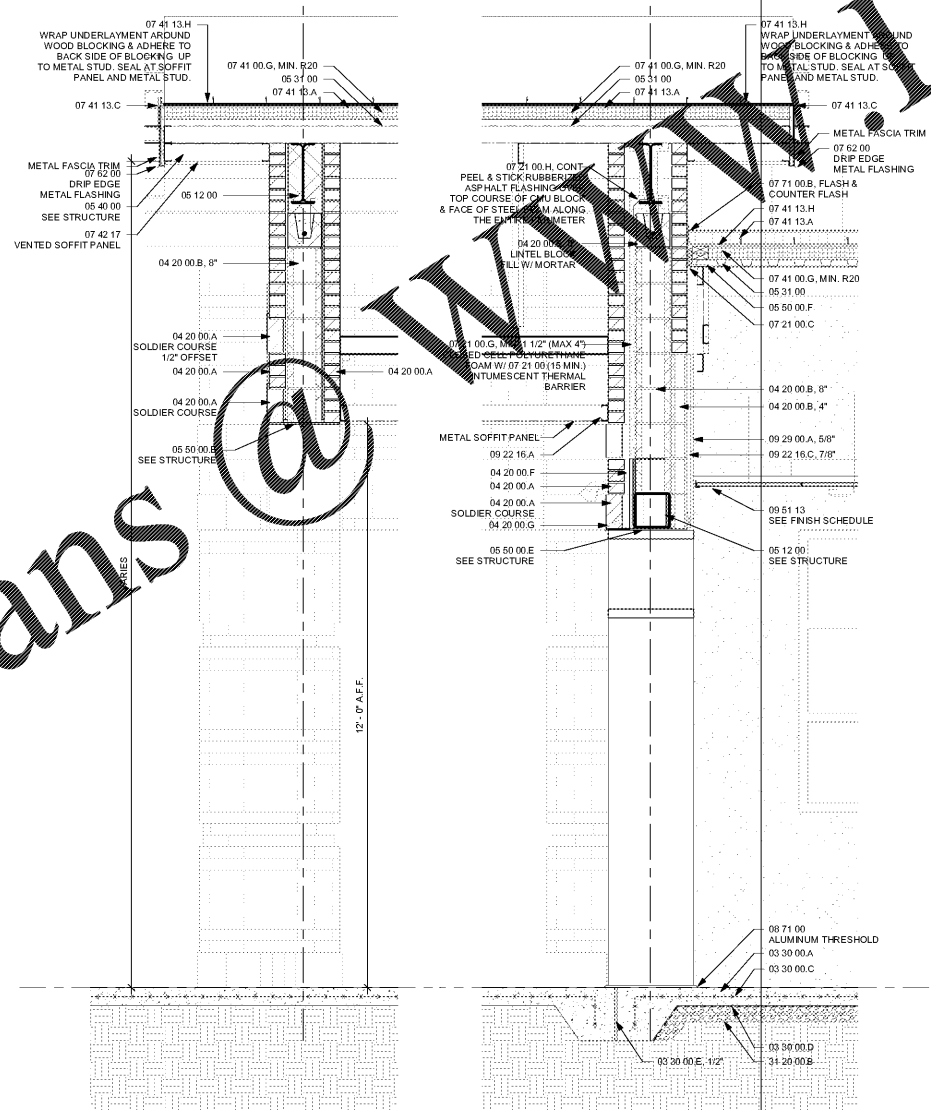 07 41 13.H
WRAP UNDERLAYMENT AROUND
WOOD BLOCKING & ADHERE TO
BACK SIDE OF BLOCKING UP
TO METAL STUD. SEAL AT SOFFIT
PANEL AND METAL STUD.
07 41 00.G, MIN. R20
05 31 00
07 41 13.A
07 41 13.C
METAL FASCIA TRIM
07 62 00
DRIP EDGE
METAL FLASHING
05 40 00
SEE STRUCTURE
07 42 17
VENTED SOFFIT PANEL
05 12 00
04 20 00.B, 8"
04 20 00.A
SOLDIER COURSE
1/2" OFFSET
04 20 00.A
04 20 00.A
04 20 00.A
SOLDIER COURSE
05 50 00.E
SEE STRUCTURE
VARIES
12' - 0" A.F.F.
07 41 13.H
WRAP UNDERLAYMENT AROUND
WOOD BLOCKING & ADHERE TO
BACK SIDE OF BLOCKING UP
TO METAL STUD. SEAL AT SOFFIT
PANEL AND METAL STUD.
07 41 00.G, MIN. R20
05 31 00
07 41 13.A
07 41 13.C
METAL FASCIA TRIM
07 62 00
DRIP EDGE
METAL FLASHING
07 21 00.H, CONT.
PEEL & STICK RUBBERIZED
ASPHALT FLASHING OVER
TOP COURSE OF CMU BLOCK
& FACE OF STEEL BEAM ALONG
THE ENTIRE PERIMETER
07 71 00.B, FLASH &
COUNTER FLASH
07 41 13.H
07 41 13.A
LINTEL BLOCK
FILL W/ MORTAR
07 41 00.G, MIN. R20
05 31 00
05 50 00.F
07 21 00.C
07 21 00.G, MIN. 1 1/2" (MAX 4")
CLOSED CELL POLYURETHANE
FOAM W/ 07 21 00 (15 MIN.)
INTUMESCENT THERMAL
BARRIER
04 20 00.B, 8"
04 20 00.B, 4"
METAL SOFFIT PANEL
09 22 16.A
09 29 00.A, 5/8"
09 22 16.C, 7/8"
04 20 00.F
04 20 00.A
04 20 00.A
SOLDIER COURSE
04 20 00.G
05 50 00.E
SEE STRUCTURE
09 51 13
SEE FINISH SCHEDULE
05 12 00
SEE STRUCTURE
08 71 00
ALUMINUM THRESHOLD
03 30 00.A
03 30 00.C
03 30 00.D
31 20 00.B
03 30 00.E, 1/2"
ans @ www.